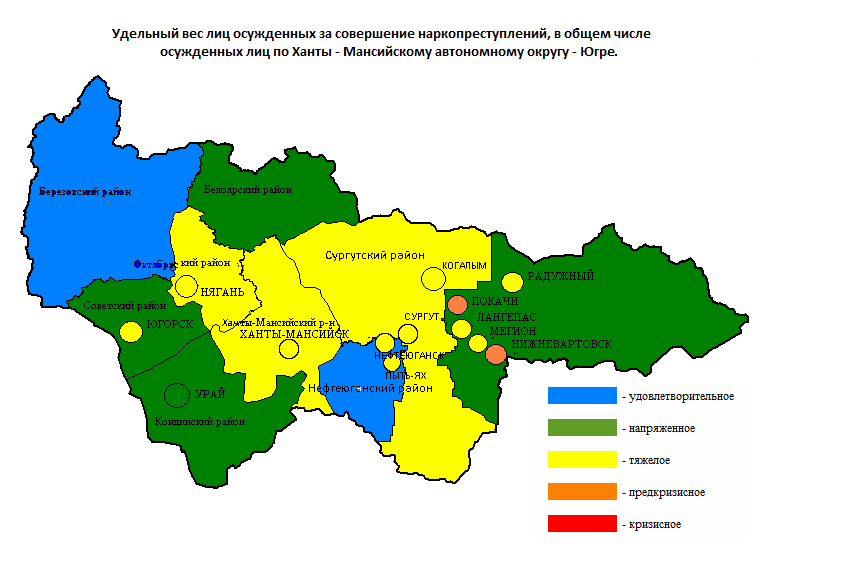 Удельный вес лиц осужденных за совершение наркопреступлений, в общем числе
осужденных лиц по Ханты - Мансийскому автономному округу - Югре.
Березовский район
Белоярский район
кий район
НЯГАНЬ
Сургутский район
КОГАЛЫМ
РАДУЖНЫЙ
Советский район
ЮГОРСК
ПОКАЧИ
ЛАНГЕПАС
МЕГИОН
НИЖНЕВАРТОВСК
СУРГУТ
Ханты-Мансийский р-н
ХАНТЫ-МАНСИЙСК
НЕФТЕЮГАНСК
ПЫТЬ-ЯХ
Нефтеюганский район
УРАЙ
Кондинский район
- удовлетворительное
- напряженное
- тяжелое
- предкризисное
- кризисное